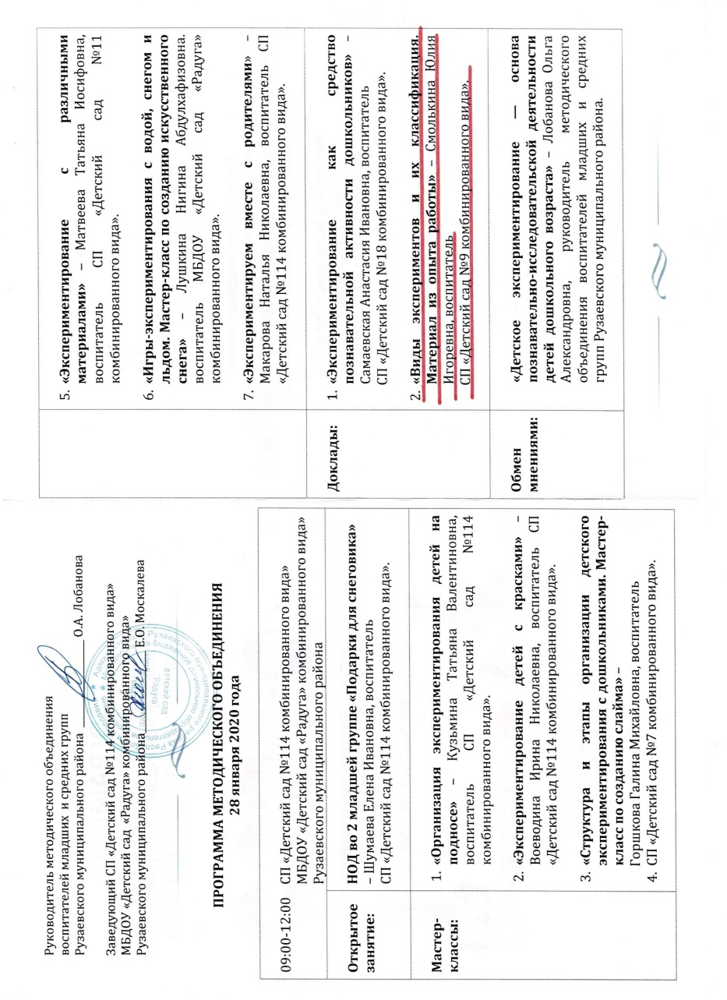 Руководитель методического объединения
воспитателей младших и средних групп
Рузаевского муниципального района ____________ О.А. Лобанова
Заведующий СП «Детский сад №114 комбинированного вида»
МБДОУ «Детский сад «Радуга» комбинированного вида»
Рузаевского муниципального района____________ Е.О. Москалева
ПРОГРАММА МЕТОДИЧЕСКОГО ОБЪЕДИНЕНИЯ
28 января 2020 года
09:00-12:00
СП «Детский сад №114 комбинированного вида»
МБДОУ «Детский сад «Радуга» комбинированного вида»
Рузаевского муниципального района
Открытое
занятие:
НОД во 2 младшей группе «Подарки для снеговика»
– Шумаева Елена Ивановна, воспитатель
СП «Детский сад №114 комбинированного вида».
Мастер-
классы:
1. «Организация экспериментирования детей на
подносе» – Кузьмина Татьяна Валентиновна,
воспитатель СП «Детский сад №114
комбинированного вида».
2. «Экспериментирование детей с красками» –
Воеводина Ирина Николаевна, воспитатель СП
«Детский сад №114 комбинированного вида».
3. «Структура и этапы организации детского
экспериментирования с дошкольниками. Мастер-
класс по созданию слайма» –
Горшкова Галина Михайловна, воспитатель
4. СП «Детский сад №7 комбинированного вида».
5. «Экспериментирование с различными
материалами» – Матвеева Татьяна Иосифовна,
воспитатель СП «Детский сад №11
комбинированного вида».
6. «Игры-экспериментирования с водой, снегом и
льдом. Мастер-класс по созданию искусственного
снега» – Лушкина Нигина Абдулхафизовна.
воспитатель МБДОУ «Детский сад «Радуга»
комбинированного вида».
7. «Экспериментируем вместе с родителями» –
Макарова Наталья Николаевна, воспитатель СП
«Детский сад №114 комбинированного вида».
Доклады:
1. «Экспериментирование как средство
познавательной активности дошкольников» –
Самаевская Анастасия Ивановна, воспитатель
СП «Детский сад №18 комбинированного вида».
2. «Виды экспериментов и их классификация.
Материал из опыта работы» – Смолькина Юлия
Игоревна, воспитатель
СП «Детский сад №9 комбинированного вида».
Обмен
мнениями:
«Детское экспериментирование — основа
познавательно-исследовательской деятельности
детей дошкольного возраста» – Лобанова Ольга
Александровна, руководитель методического
объединения воспитателей младших и средних
групп Рузаевского муниципального района.